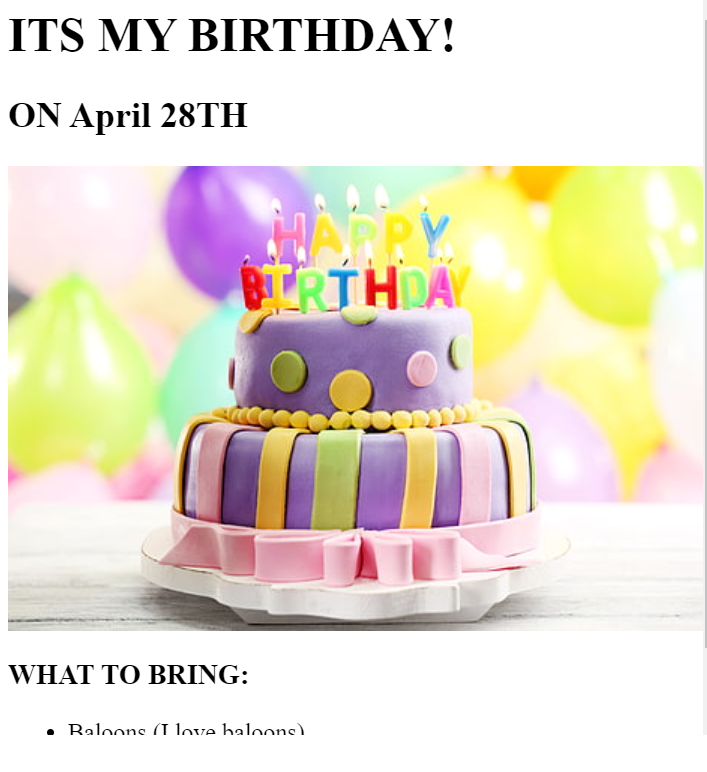 ITS MY BIRTHDAY!
ON April 28TH
HAPPY
BIRTHDAY
WHAT TO BRING:
Baloons (I love baloons)